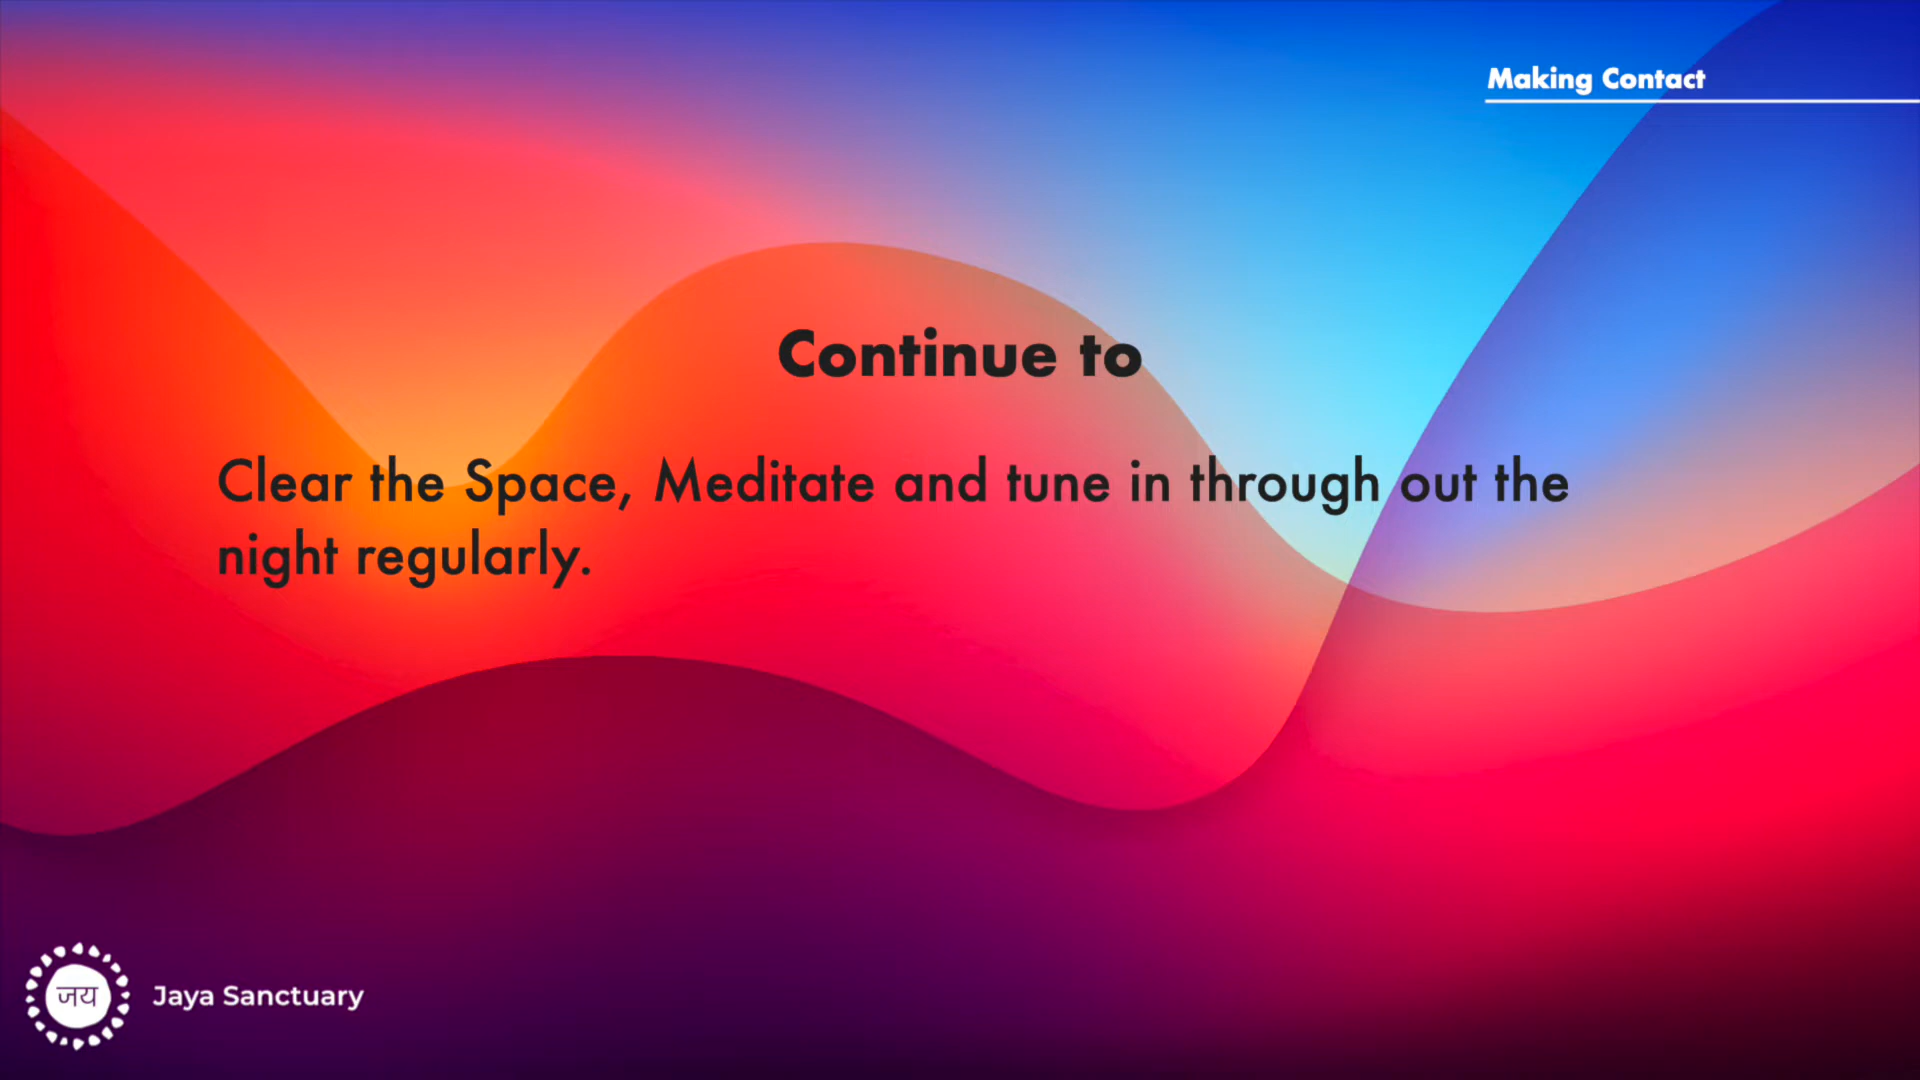 Making Contact
Continue to
Clear the Space, Meditate and tune in through out the
night regularly.
जय
Jaya Sanctuary